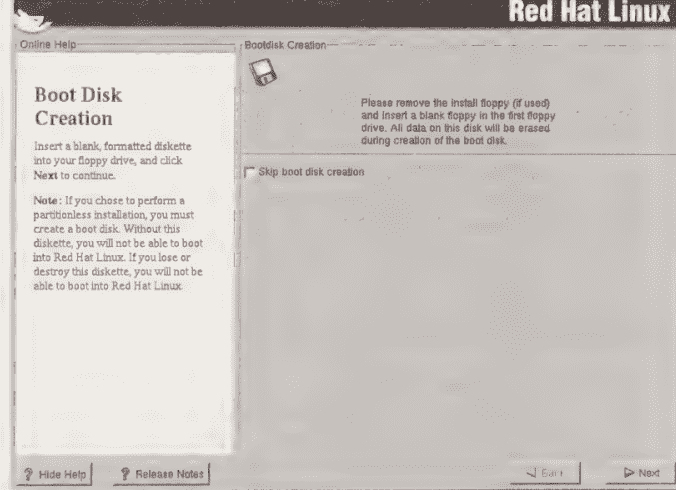 Red Hat Linux
Online Help
Bootdisk Creation
Boot Disk
Creation
Insert a blank, formatted diskette
into your floppy drive, and click
Next to continue.
Note: If you chose to perform a
partitionless installation, you must
create a boot disk. Without this
diskette, you will not be able to boot
into Red Hat Linux. If you lose or
destroy this diskette, you will not be
able to boot into Red Hat Linux.
Please remove the install floppy (if used)
and insert a blank floppy in the first floppy
drive. All data on this disk will be erased
during creation of the boot disk.
Skip boot disk creation
Hide Help
Release Notes
Back
Next